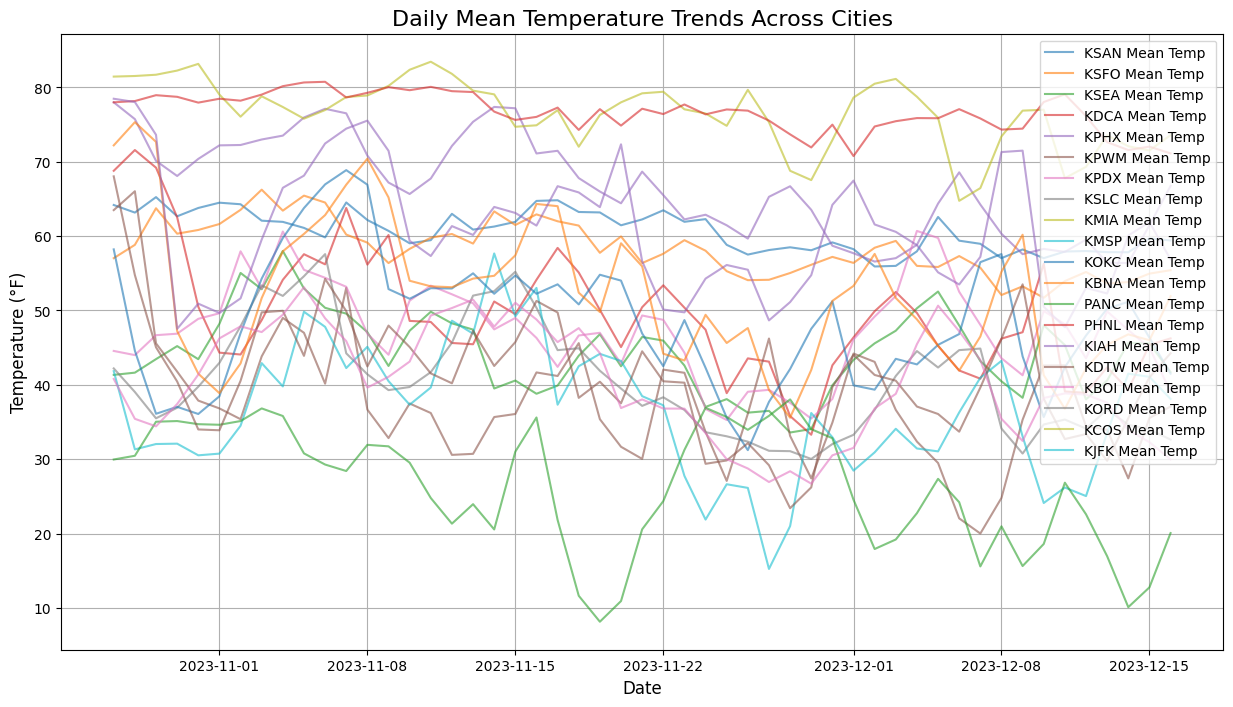 Daily Mean Temperature Trends Across Cities
Temperature (°F)
80
70
60
50
40
30
20
10
2023-11-01
2023-11-08
2023-11-15
2023-11-22
2023-12-01
2023-12-08
2023-12-15
Date
KSAN Mean Temp
KSFO Mean Temp
KSEA Mean Temp
KDCA Mean Temp
KPHX Mean Temp
KPWM Mean Temp
KPDX Mean Temp
KSLC Mean Temp
KMIA Mean Temp
KMSP Mean Temp
KOKC Mean Temp
KBNA Mean Temp
PANC Mean Temp
PHNL Mean Temp
KIAH Mean Temp
KDTW Mean Temp
KBOI Mean Temp
KORD Mean Temp
KCOS Mean Temp
KJFK Mean Temp